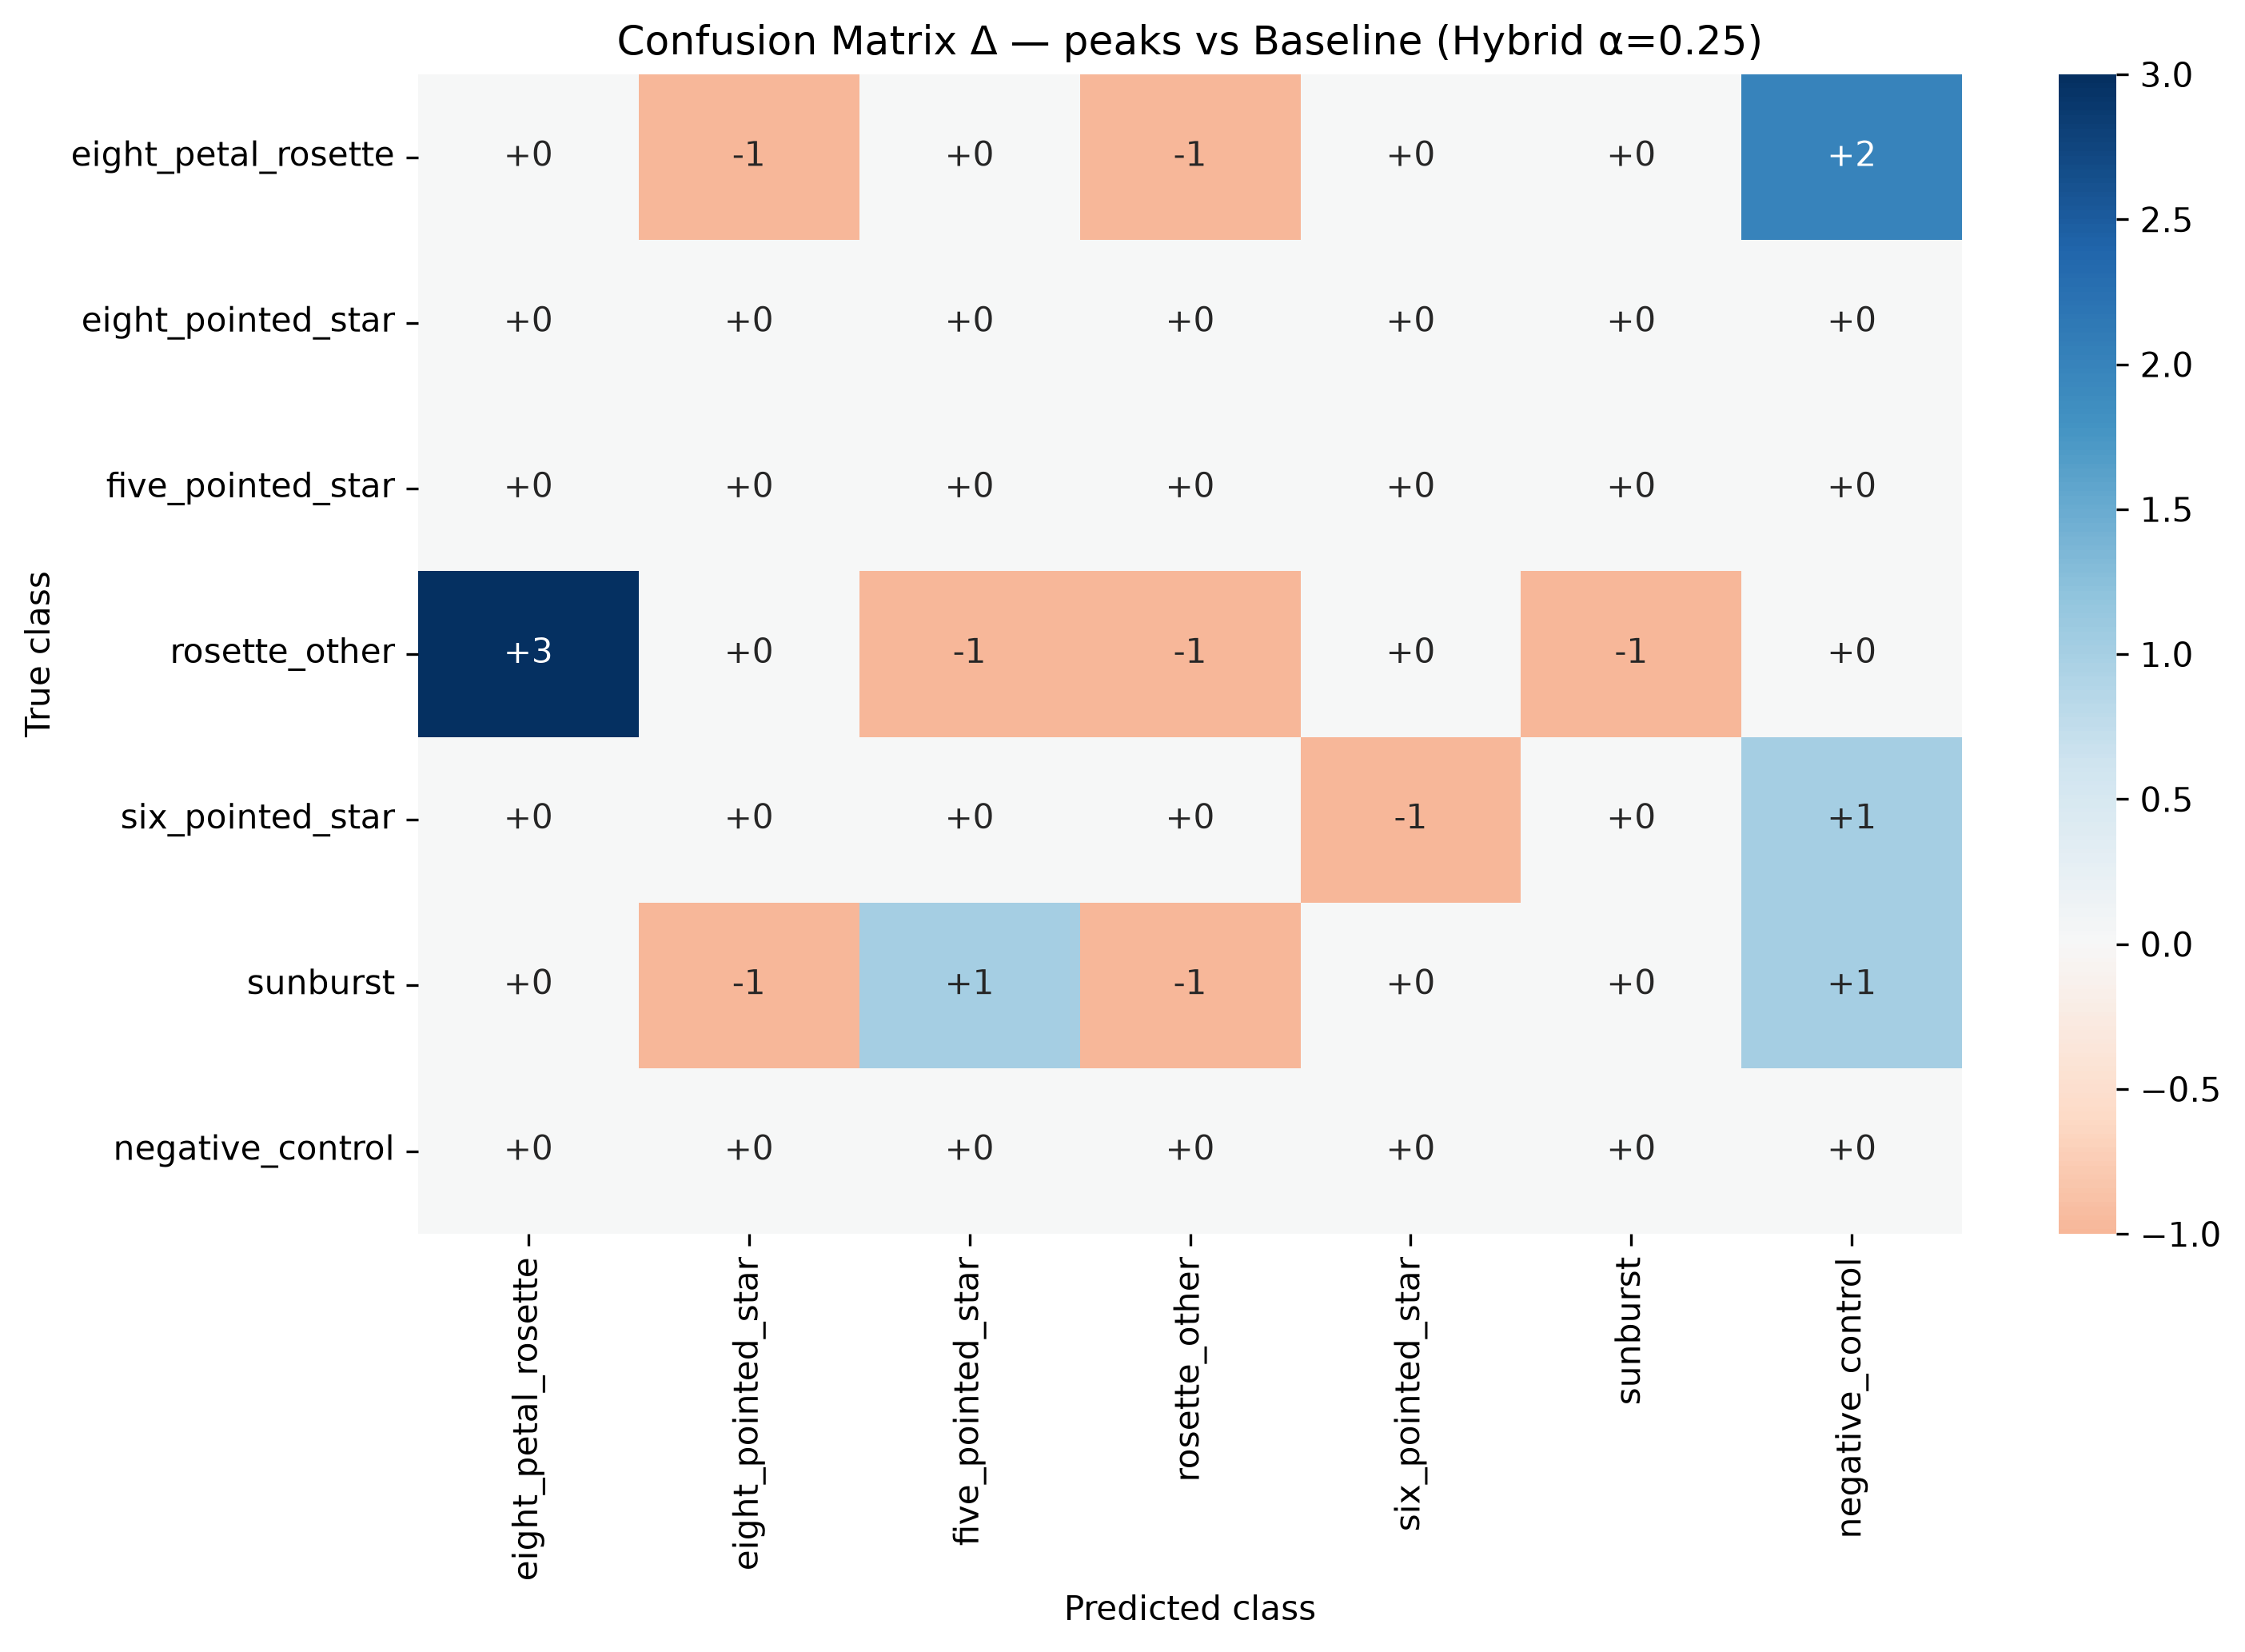 Confusion Matrix Δ — peaks vs Baseline (Hybrid α=0.25)
True class
eight_petal_rosette +0 -1 +0 -1 +0 +0 +2
eight_pointed_star +0 +0 +0 +0 +0 +0 +0
five_pointed_star +0 +0 +0 +0 +0 +0 +0
rosette_other +3 +0 -1 -1 +0 -1 +0
six_pointed_star +0 +0 +0 +0 -1 +0 +1
sunburst +0 -1 +1 -1 +0 +0 +1
negative_control +0 +0 +0 +0 +0 +0 +0
eight_petal_rosette
eight_pointed_star
five_pointed_star
rosette_other
six_pointed_star
sunburst
negative_control
Predicted class
3.0
2.5
2.0
1.5
1.0
0.5
0.0
−0.5
−1.0